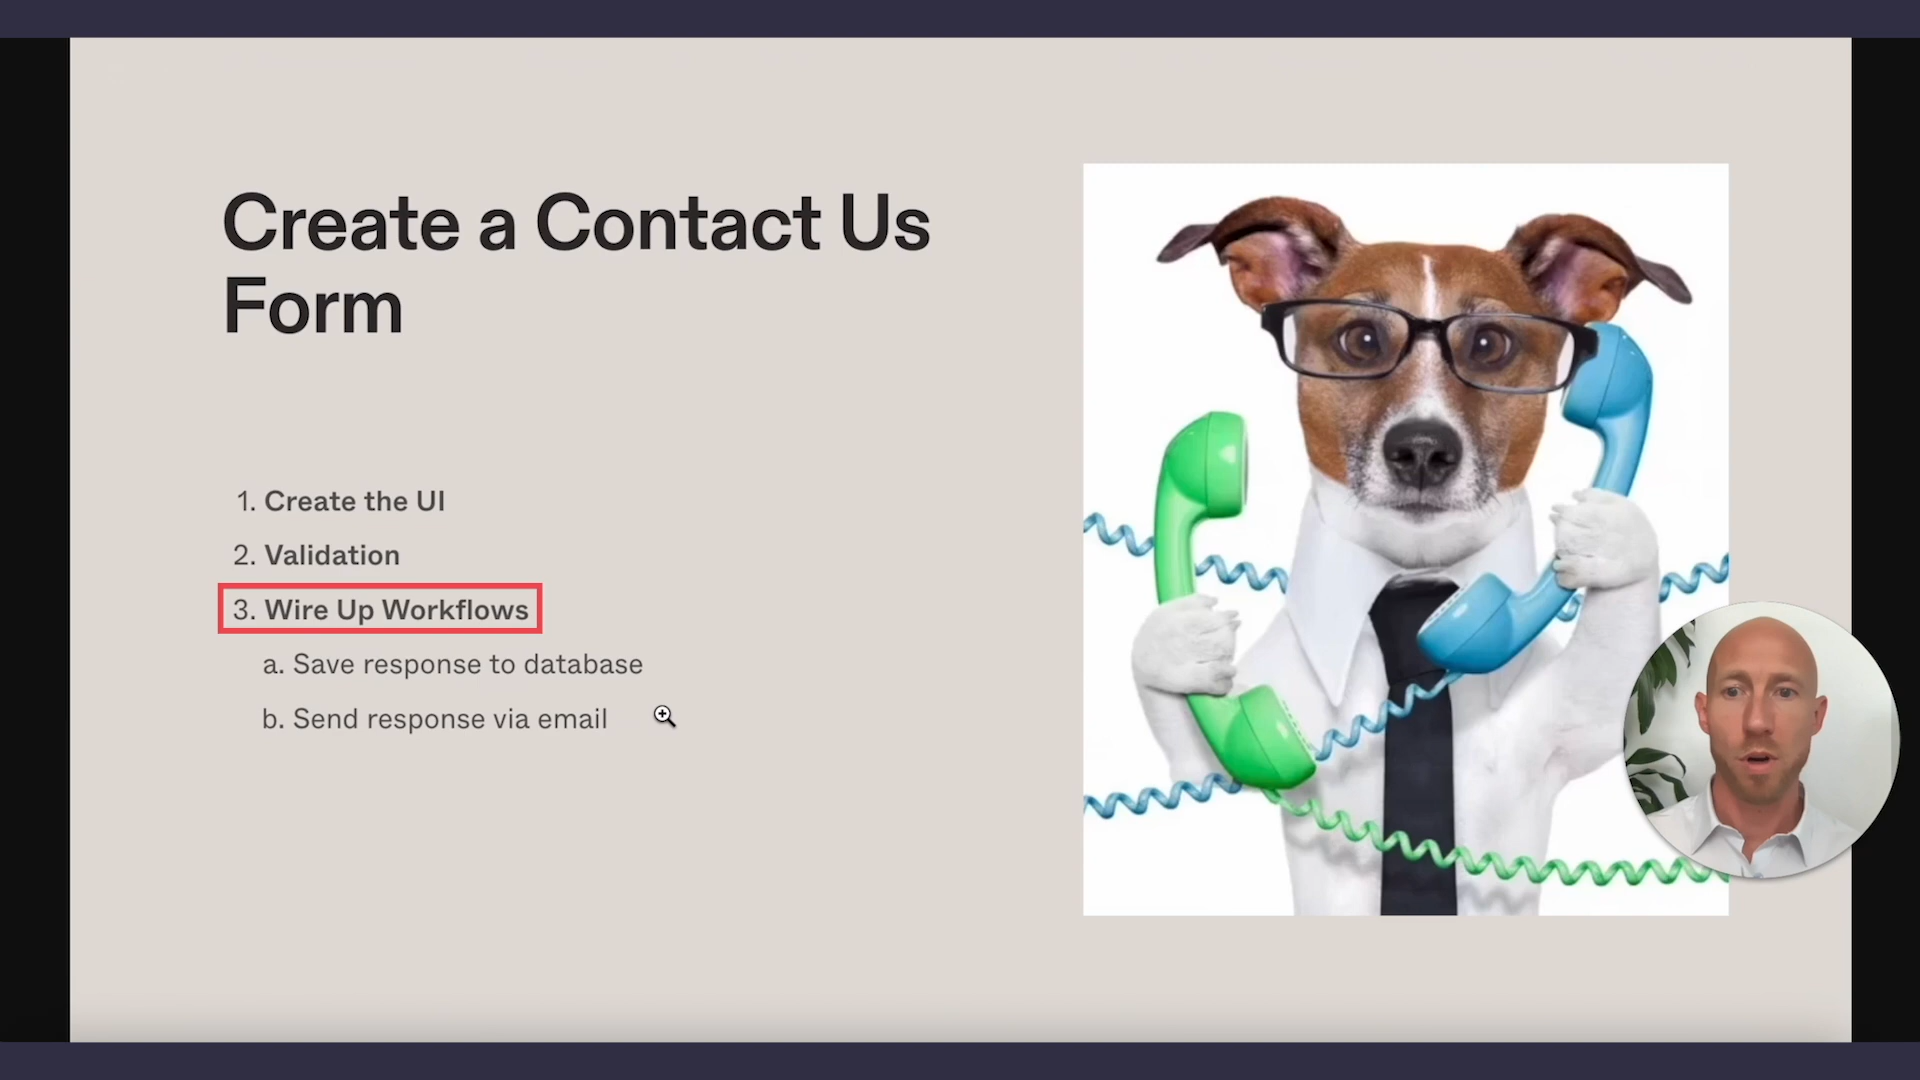 Create a Contact Us
Form
1. Create the UI
2. Validation
3. Wire Up Workflows
a. Save response to database
b. Send response via email